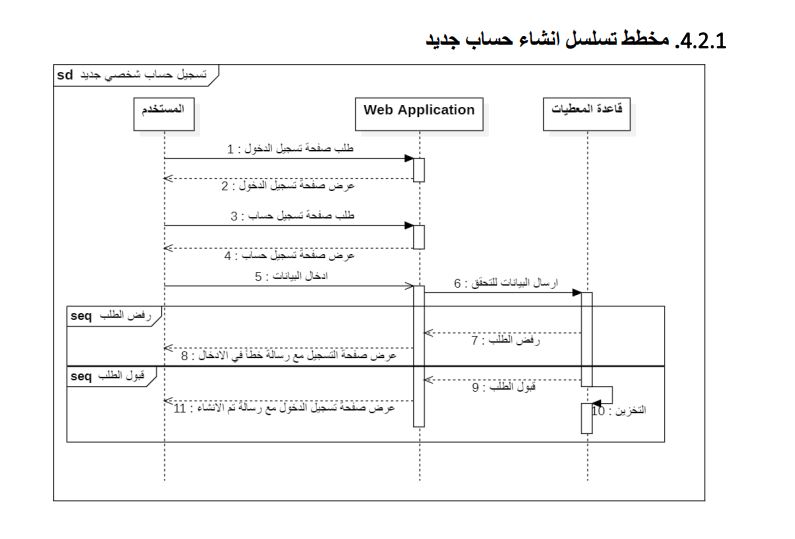 4.2.1. مخطط تسلسل انشاء حساب جديد
sd تسجيل حساب شخصي جديد
المستخدم
Web Application
قاعدة المعطيات
1 : طلب صفحة تسجيل الدخول
2 : عرض صفحة تسجيل الدخول
3 : طلب صفحة تسجيل حساب
4 : عرض صفحة تسجيل حساب
5 : ادخال البيانات
6 : ارسال البيانات للتحقق
seq رفض الطلب
7 : رفض الطلب
8 : عرض صفحة التسجيل مع رسالة خطأ في الادخال
seq قبول الطلب
9 : قبول الطلب
10 : التخزين
11 : عرض صفحة تسجيل الدخول مع رسالة تم الانشاء